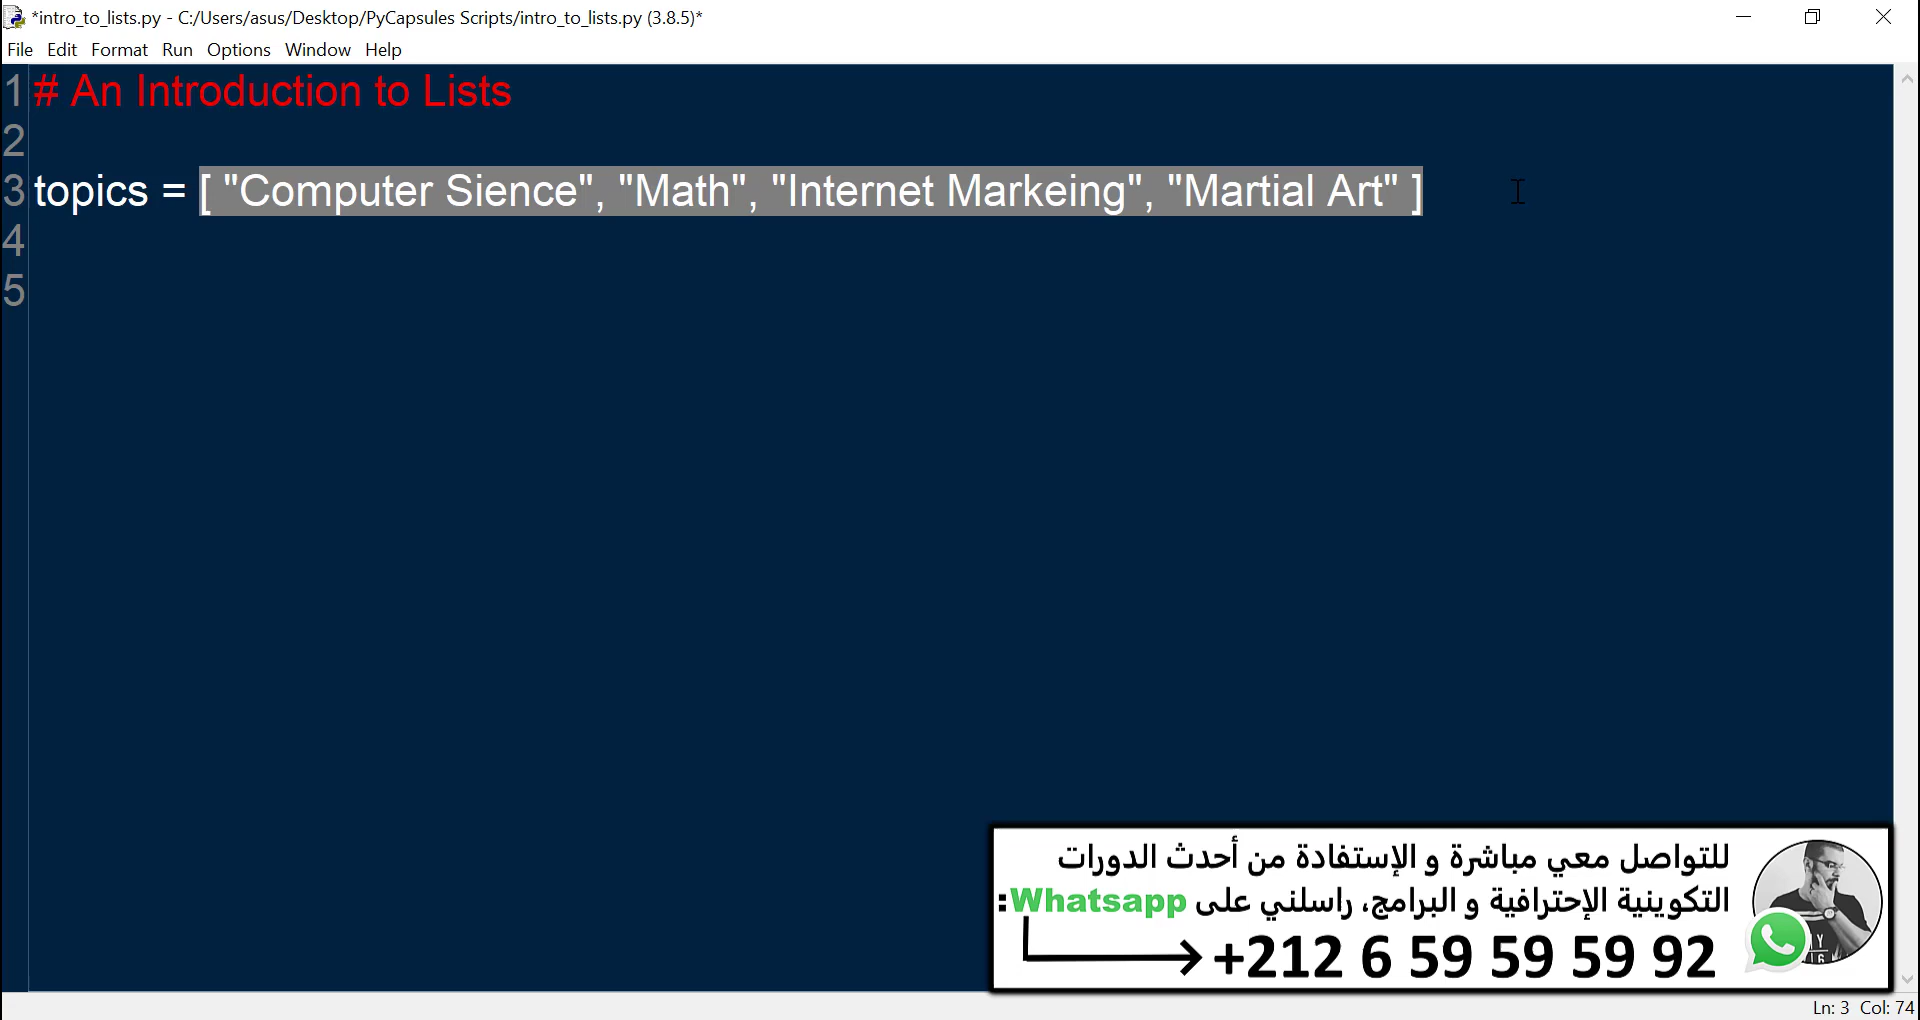 *intro_to_lists.py - C:/Users/asus/Desktop/PyCapsules Scripts/intro_to_lists.py (3.8.5)*
File Edit Format Run Options Window Help
1 # An Introduction to Lists
2
3 topics = [ "Computer Sience", "Math", "Internet Markeing", "Martial Art" ]
4
5
للتواصل معي مباشرة و الإستفادة من أحدث الدورات
التكوينية الإحترافية و البرامج، راسلني على Whatsapp:
+212 6 59 59 59 92
Ln: 3 Col: 74